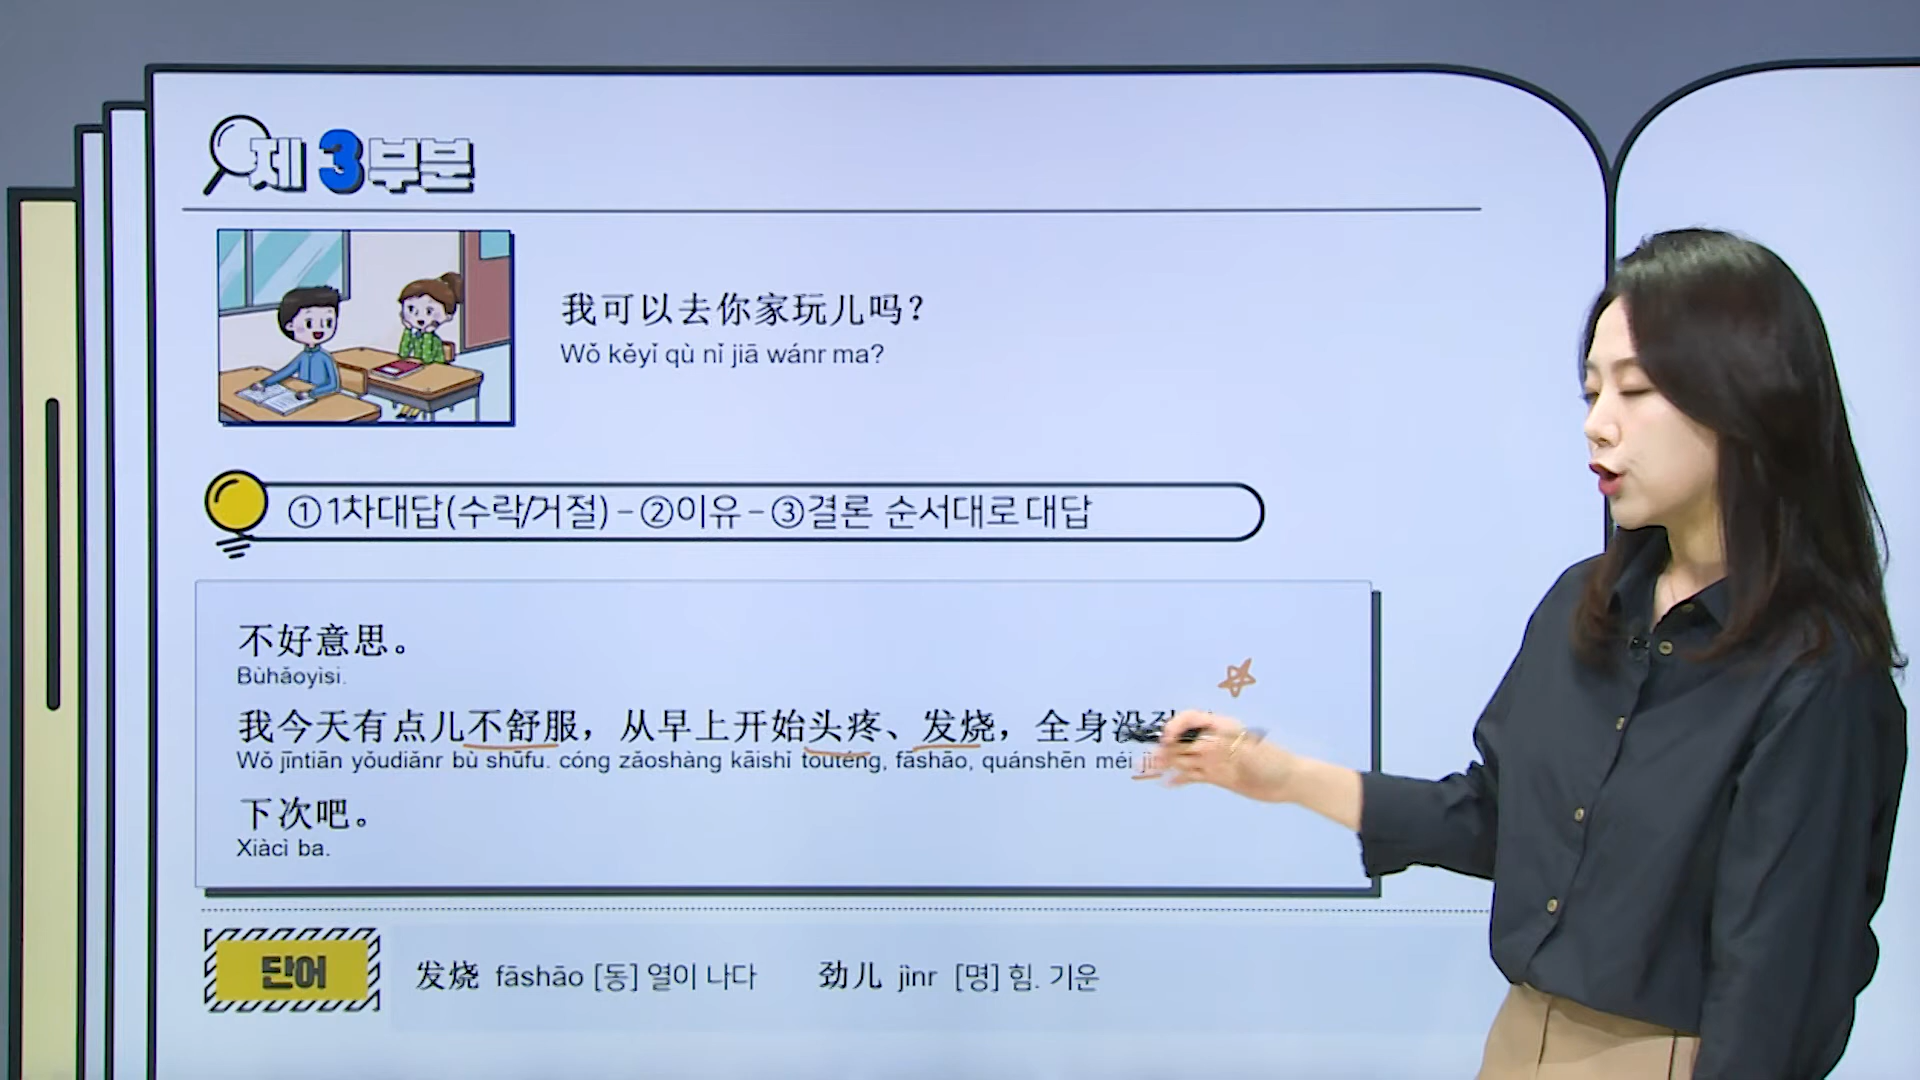 제 3 부분
我可以去你家玩儿吗?
Wǒ kěyǐ qù nǐ jiā wánr ma?
①1차대답(수락/거절) – ②이유 – ③결론 순서대로 대답
不好意思。
Bùhǎoyìsi.
我今天有点儿不舒服，从早上开始头疼、发烧，全身没
Wǒ jīntiān yǒudiǎnr bù shūfu. cóng zǎoshàng kāishǐ tóuténg, fāshāo, quánshēn méi
下次吧。
Xiàcì ba.
단어
发烧 fāshāo [동] 열이 나다 劲儿 jìnr [명] 힘. 기운